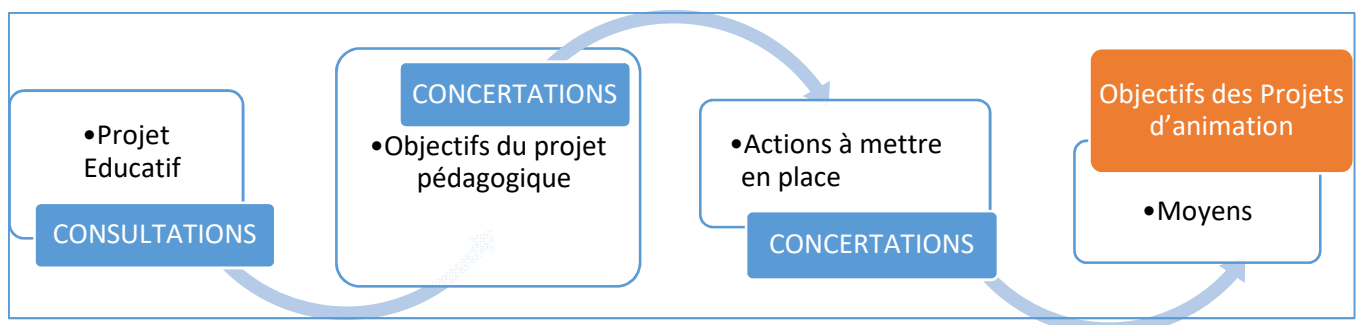 •Projet
Educatif
CONSULTATIONS
CONCERTATIONS
•Objectifs du projet
pédagogique
•Actions à mettre
en place
CONCERTATIONS
Objectifs des Projets
d’animation
•Moyens